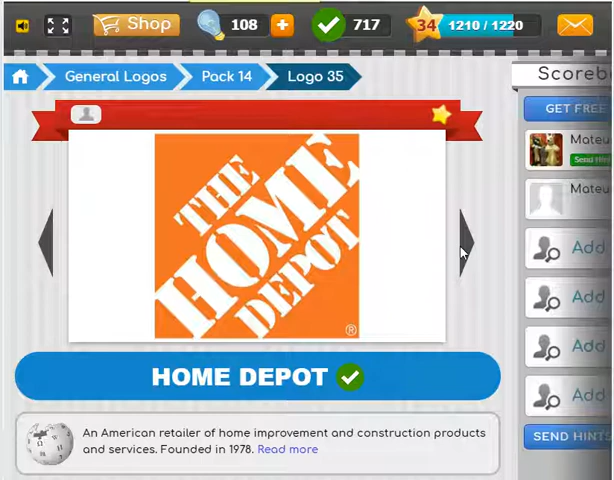 Shop
108
717
34
1210 / 1220
General Logos
Pack 14
Logo 35
Scoreb
GET FREE
Mateu
Send Hin
Mateu
THE
HOME
DEPOT
®
Add
Add
Add
Add
HOME DEPOT
SEND HINTS
An American retailer of home improvement and construction products
and services. Founded in 1978. Read more